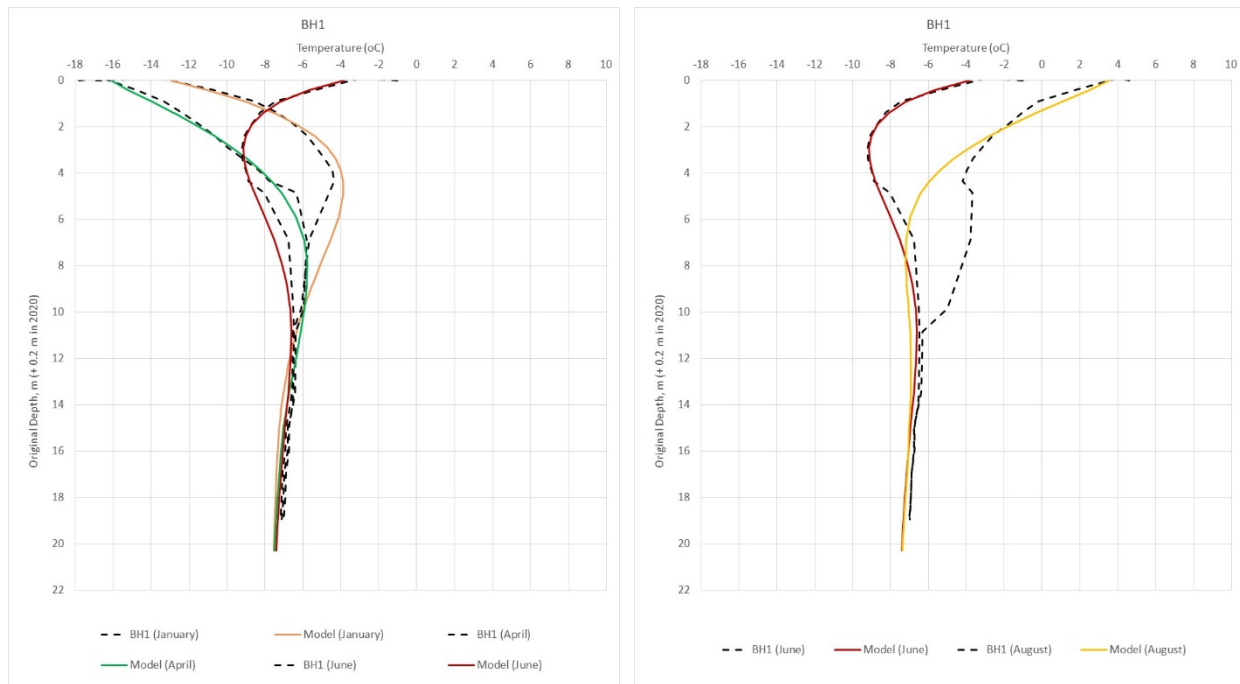 BH1
Temperature (oC)
-18 -16 -14 -12 -10 -8 -6 -4 -2 0 2 4 6 8 10
0
2
4
6
8
10
12
14
16
18
20
22
Original Depth, m (+ 0.2 m in 2020)
BH1 (January) Model (January) BH1 (April)
Model (April) BH1 (June) Model (June)
BH1
Temperature (oC)
-18 -16 -14 -12 -10 -8 -6 -4 -2 0 2 4 6 8 10
0
2
4
6
8
10
12
14
16
18
20
22
Original Depth, m (+ 0.2 m in 2020)
BH1 (June) Model (June) BH1 (August) Model (August)